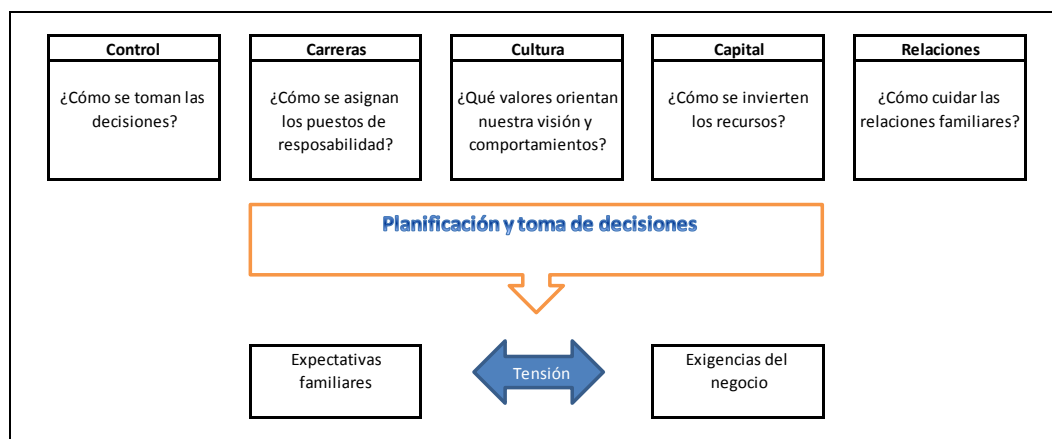 Control
¿Cómo se toman las
decisiones?
Carreras
¿Cómo se asignan
los puestos de
resposabilidad?
Cultura
¿Qué valores orientan
nuestra visión y
comportamientos?
Capital
¿Cómo se invierten
los recursos?
Relaciones
¿Cómo cuidar las
relaciones familiares?
Planificación y toma de decisiones
Expectativas
familiares
Tensión
Exigencias del
negocio